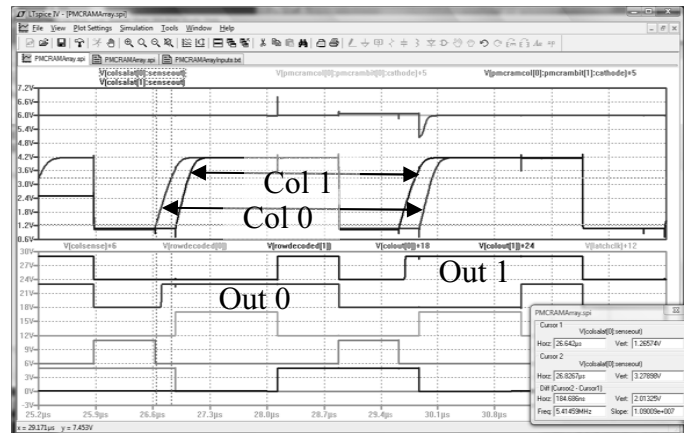 LTspice IV - [PMCRAMArray.spi]
File View Plot Settings Simulation Tools Window Help
PMCRAMArray.spi PMCRAMArray.asy PMCRAMArrayInputs.txt
V[colsalat[0]:senseout] V[pmcramcol[0]:pmcrambit[0]:cathode]+5 V[pmcramcol[0]:pmcrambit[1]:cathode]+5
V[colsalat[1]:senseout]
7.2V
6.6V
6.0V
5.4V
4.8V
4.2V
3.6V
3.0V
2.4V
1.8V
1.2V
0.6V
Col 1
Col 0
V[colsense]+6 V[rowdecoded[0]] V[rowdecoded[1]] V[colout[0]]+18 V[colout[1]]+24 V[latchclk]+12
30V
27V
24V
21V
18V
15V
12V
9V
6V
3V
0V
-3V
Out 1
Out 0
25.2µs 25.9µs 26.6µs 27.3µs 28.0µs 28.7µs 29.4µs 30.1µs 30.8µs
x = 29.171µs y = 7.453V
PMCRAMArray.spi
Cursor 1
V[colsalat[0]:senseout]
Horz: 26.642µs Vert: 1.26574V
Cursor 2
V[colsalat[0]:senseout]
Horz: 26.8267µs Vert: 3.27898V
Diff (Cursor2 - Cursor1)
Horz: 184.686ns Vert: 2.01325V
Freq: 5.41459MHz Slope: 1.09009e+007